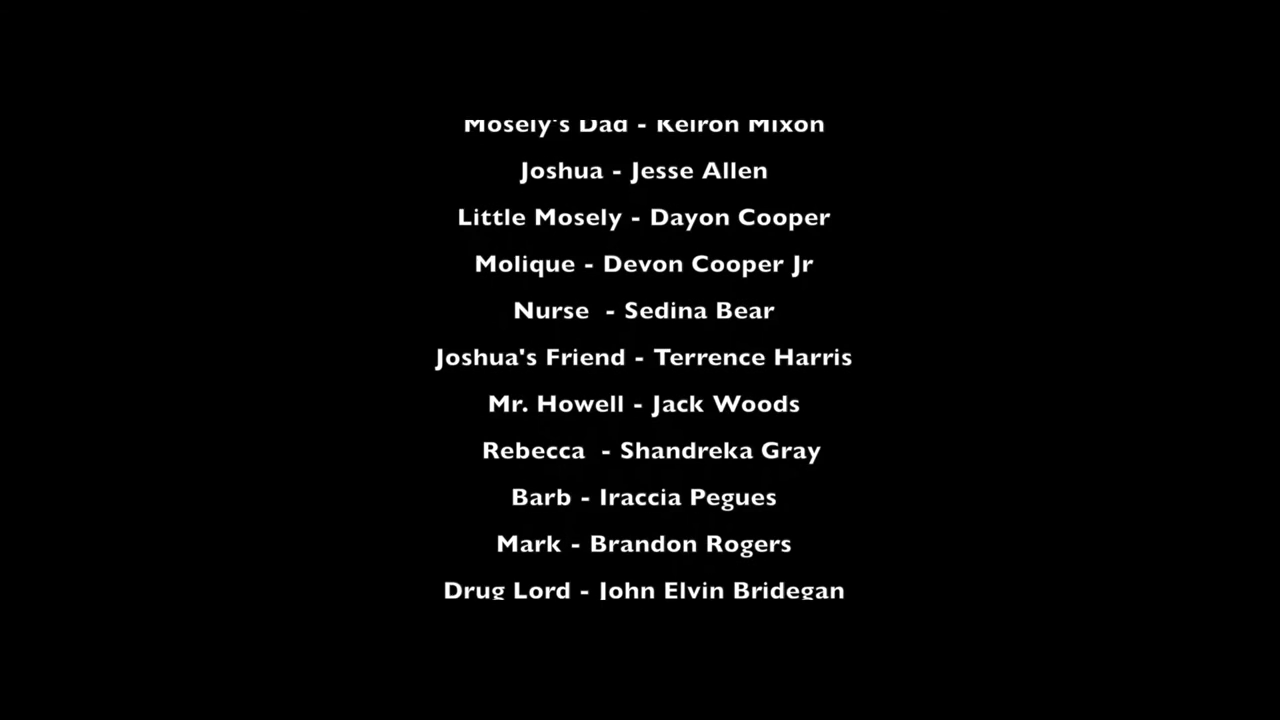 Mosely's Dad - Keiron Mixon
Joshua - Jesse Allen
Little Mosely - Dayon Cooper
Molique - Devon Cooper Jr
Nurse  - Sedina Bear
Joshua's Friend - Terrence Harris
Mr. Howell - Jack Woods
Rebecca  - Shandreka Gray
Barb - Iraccia Pegues
Mark - Brandon Rogers
Drug Lord - John Elvin Bridegan